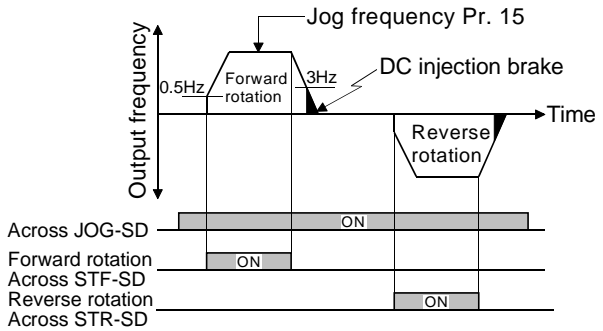 Jog frequency Pr. 15
Output frequency
0.5Hz
Forward
rotation
3Hz
DC injection brake
Time
Reverse
rotation
Across JOG-SD
ON
Forward rotation
Across STF-SD
ON
Reverse rotation
Across STR-SD
ON